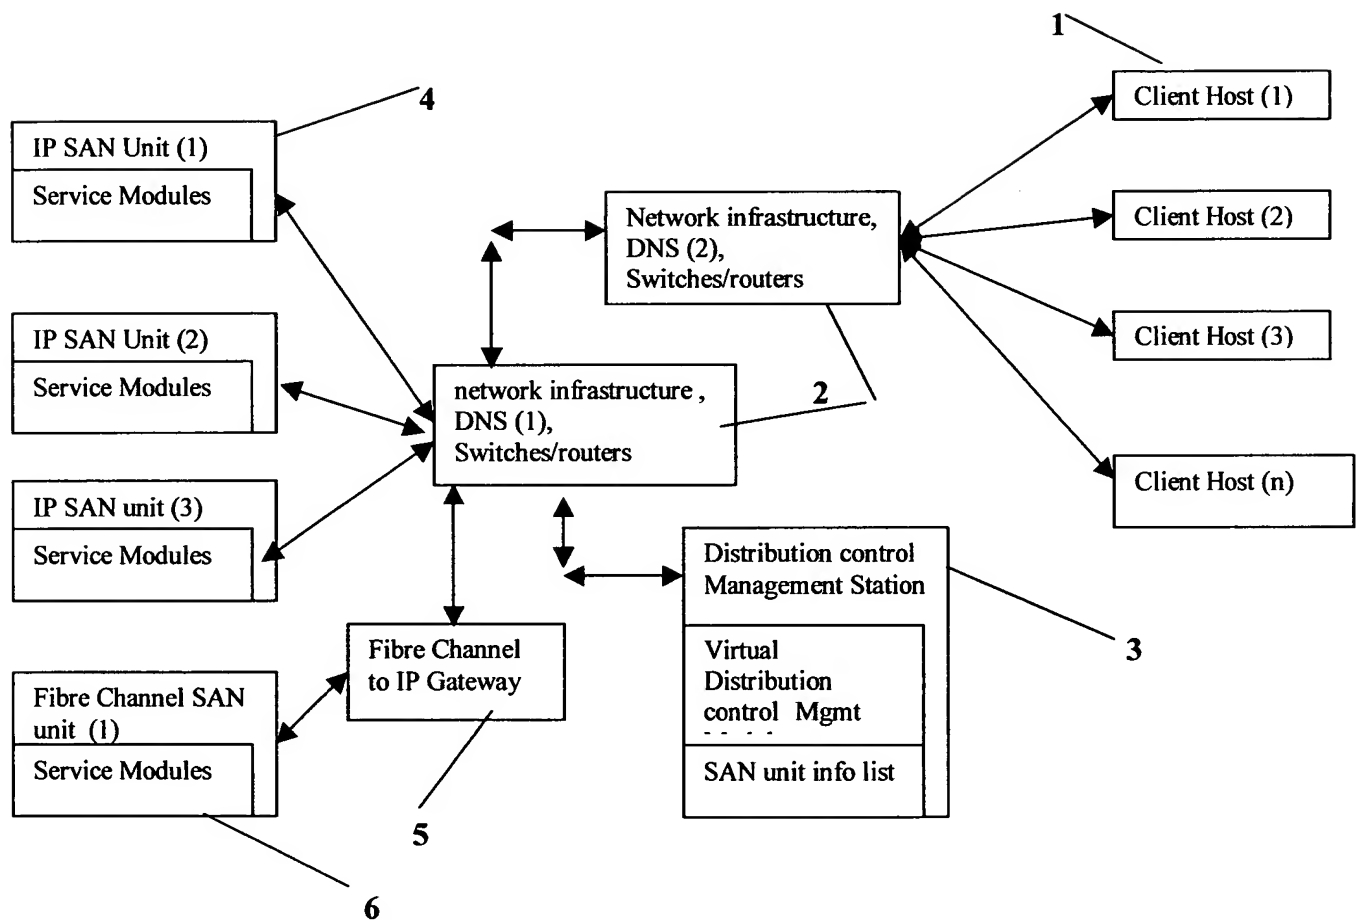 1
Client Host (1)
4
IP SAN Unit (1)
Service Modules
Network infrastructure,
DNS (2),
Switches/routers
Client Host (2)
IP SAN Unit (2)
Service Modules
Client Host (3)
network infrastructure ,
DNS (1),
Switches/routers
2
Client Host (n)
IP SAN unit (3)
Service Modules
Distribution control
Management Station
Virtual
Distribution
control Mgmt
SAN unit info list
3
Fibre Channel
to IP Gateway
Fibre Channel SAN
unit (1)
Service Modules
5
6